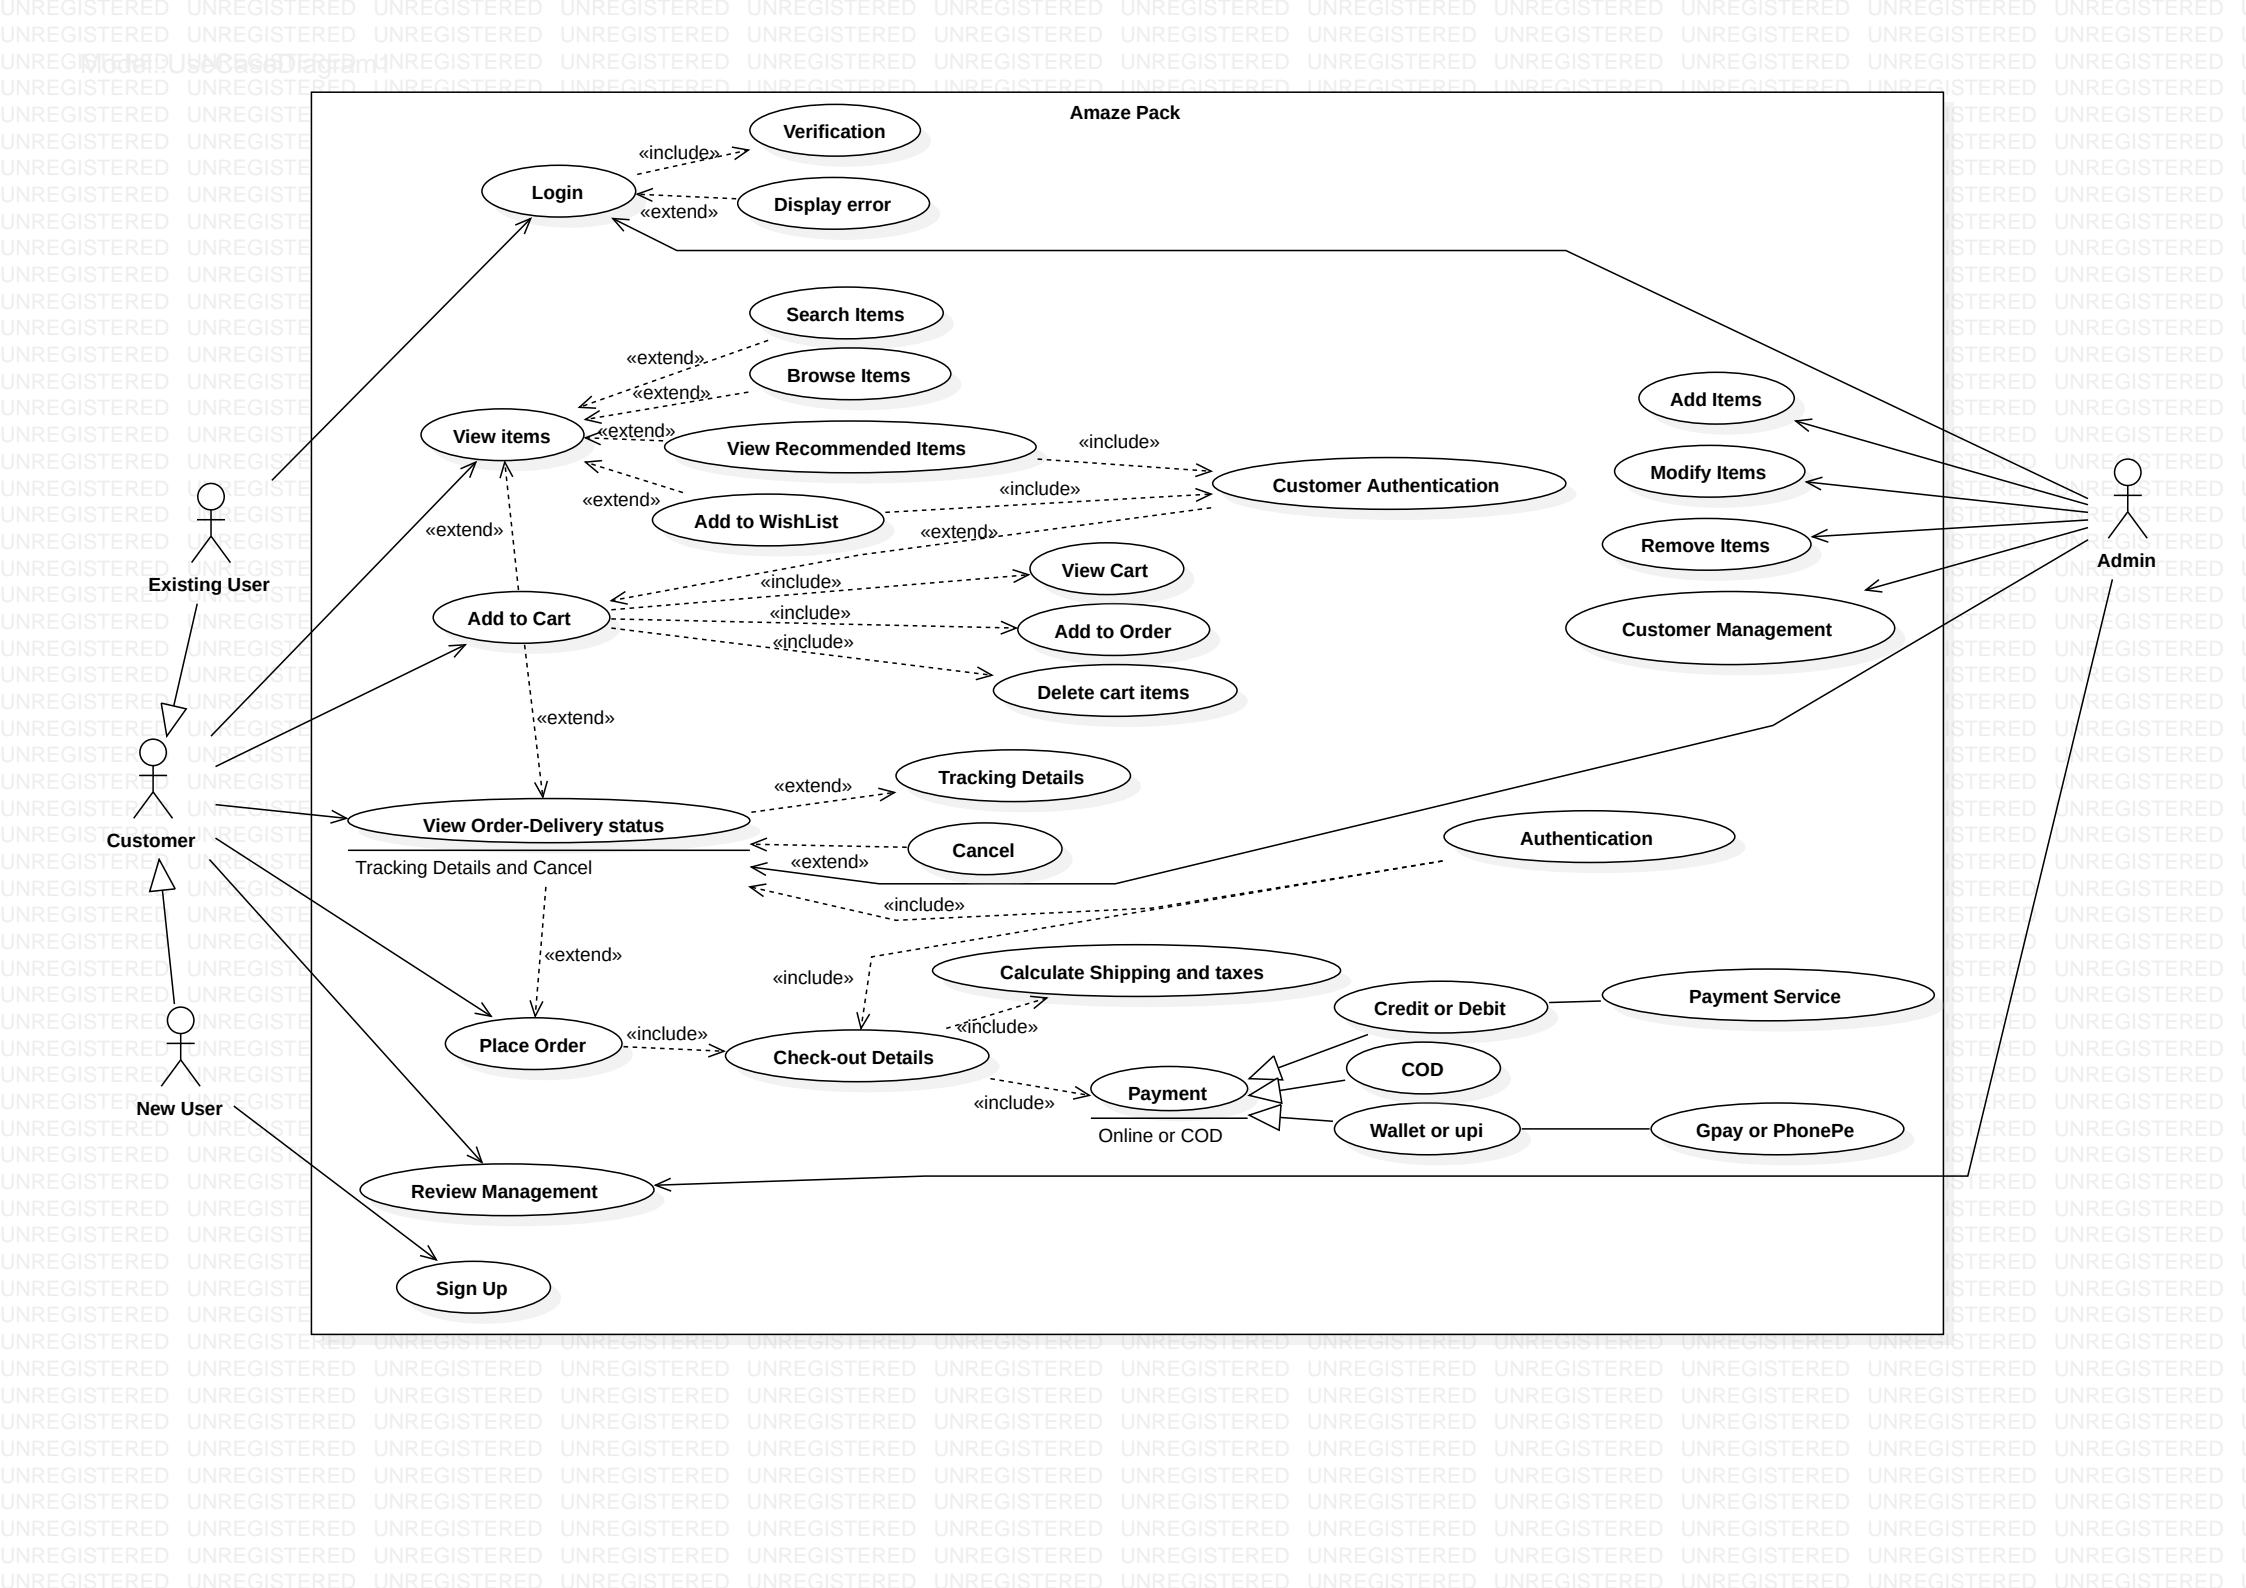 Model::UseCaseDiagram1
Amaze Pack
Verification
«include»
Login
Display error
«extend»
Search Items
«extend»
Browse Items
«extend»
Add Items
View items
«extend»
View Recommended Items
«include»
Modify Items
Customer Authentication
«include»
«extend»
Add to WishList
«extend»
«extend»
Remove Items
Existing User
Admin
View Cart
«include»
Add to Cart
«include»
Add to Order
Customer Management
«include»
Delete cart items
«extend»
Tracking Details
«extend»
Customer
View Order-Delivery status
Authentication
Cancel
Tracking Details and Cancel
«extend»
«include»
«extend»
«include»
Calculate Shipping and taxes
Credit or Debit
Payment Service
Place Order
«include»
«include»
Check-out Details
COD
Payment
«include»
New User
Online or COD
Wallet or upi
Gpay or PhonePe
Review Management
Sign Up
UNREGISTERED